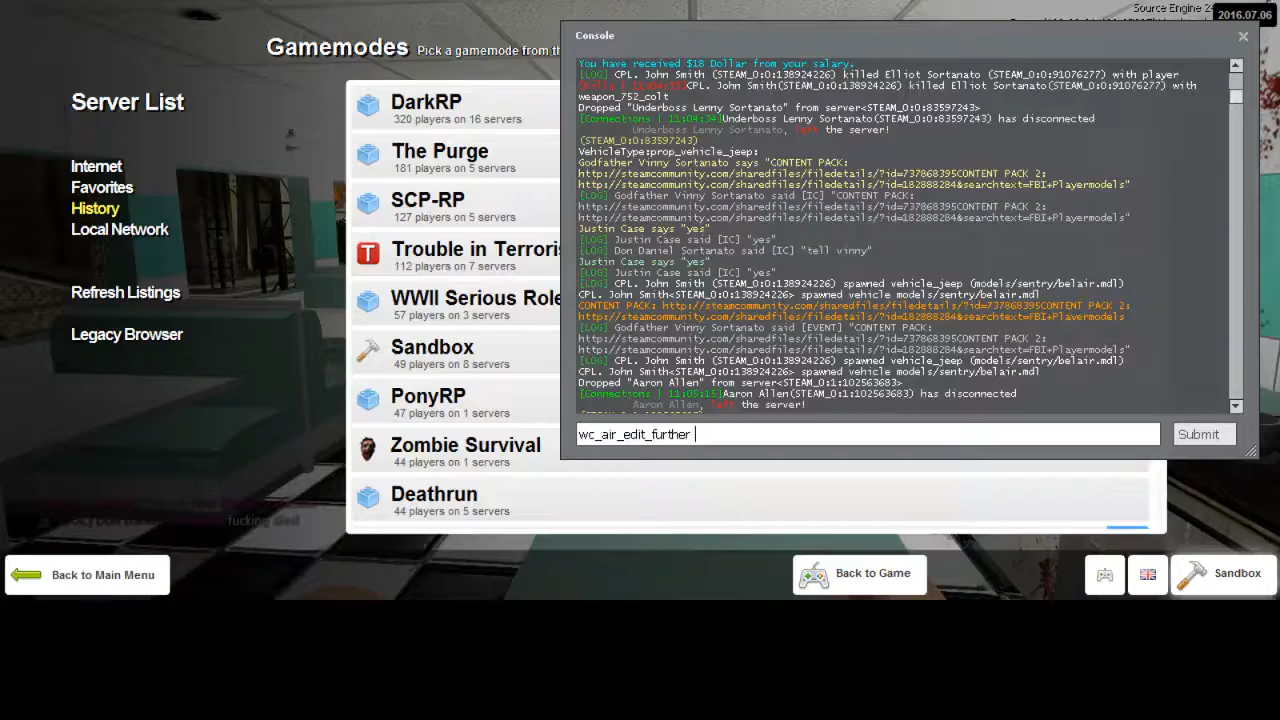 Source Engine 2
2016.07.06
Gamemodes Pick a gamemode from th
Server List
Internet
Favorites
History
Local Network
Refresh Listings
Legacy Browser
DarkRP
320 players on 16 servers
The Purge
181 players on 5 servers
SCP-RP
127 players on 5 servers
Trouble in Terroris
112 players on 7 servers
WWII Serious Role
57 players on 3 servers
Sandbox
49 players on 8 servers
PonyRP
47 players on 1 servers
Zombie Survival
44 players on 1 servers
Deathrun
44 players on 5 servers
Console
You have received $18 Dollar from your salary.
[LOG] CPL. John Smith (STEAM_0:0:138924226) killed Elliot Sortanato (STEAM_0:0:91076277) with player
CPL. John Smith(STEAM_0:0:138924226) killed Elliot Sortanato(STEAM_0:0:91076277) with
weapon_752_colt
Dropped "Underboss Lenny Sortanato" from server<STEAM_0:0:83597243>
[Connections | 11:04:34]Underboss Lenny Sortanato(STEAM_0:0:83597243) has disconnected
Underboss Lenny Sortanato, left the server!
(STEAM_0:0:83597243)
VehicleType:prop_vehicle_jeep:
Godfather Vinny Sortanato says "CONTENT PACK:
http://steamcommunity.com/sharedfiles/filedetails/?id=737868395CONTENT PACK 2:
http://steamcommunity.com/sharedfiles/filedetails/?id=182888284&searchtext=FBI+Playermodels"
[LOG] Godfather Vinny Sortanato said [IC] "CONTENT PACK:
http://steamcommunity.com/sharedfiles/filedetails/?id=737868395CONTENT PACK 2:
http://steamcommunity.com/sharedfiles/filedetails/?id=182888284&searchtext=FBI+Playermodels"
Justin Case says "yes"
[LOG] Justin Case said [IC] "yes"
[LOG] Don Daniel Sortanato said [IC] "tell vinny"
Justin Case says "yes"
[LOG] Justin Case said [IC] "yes"
[LOG] CPL. John Smith (STEAM_0:0:138924226) spawned vehicle_jeep (models/sentry/belair.mdl)
CPL. John Smith<STEAM_0:0:138924226> spawned vehicle models/sentry/belair.mdl
CONTENT PACK: http://steamcommunity.com/sharedfiles/filedetails/?id=737868395CONTENT PACK 2:
http://steamcommunity.com/sharedfiles/filedetails/?id=182888284&searchtext=FBI+Playermodels
[LOG] Godfather Vinny Sortanato said [EVENT] "CONTENT PACK:
http://steamcommunity.com/sharedfiles/filedetails/?id=737868395CONTENT PACK 2:
http://steamcommunity.com/sharedfiles/filedetails/?id=182888284&searchtext=FBI+Playermodels"
[LOG] CPL. John Smith (STEAM_0:0:138924226) spawned vehicle_jeep (models/sentry/belair.mdl)
CPL. John Smith<STEAM_0:0:138924226> spawned vehicle models/sentry/belair.mdl
Dropped "Aaron Allen" from server<STEAM_0:1:102563683>
[Connections | 11:05:15]Aaron Allen(STEAM_0:1:102563683) has disconnected
Aaron Allen, left the server!
wc_air_edit_further
Submit
fucking died
Back to Main Menu
Back to Game
Sandbox